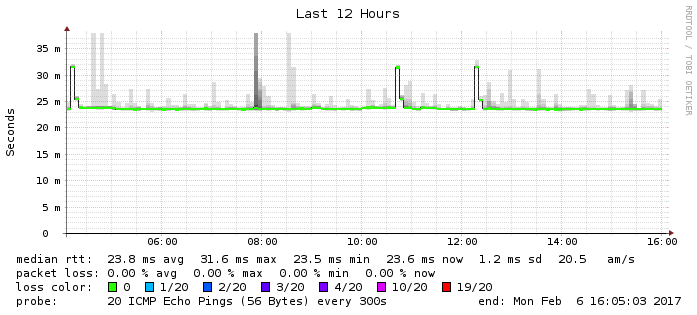 Last 12 Hours
RRDTOOL / TOBI OETIKER
Seconds
35 m
30 m
25 m
20 m
15 m
10 m
5 m
0
06:00 08:00 10:00 12:00 14:00 16:00
median rtt: 23.8 ms avg 31.6 ms max 23.5 ms min 23.6 ms now 1.2 ms sd 20.5 am/s
packet loss: 0.00 % avg 0.00 % max 0.00 % min 0.00 % now
loss color: 0 1/20 2/20 3/20 4/20 10/20 19/20
probe: 20 ICMP Echo Pings (56 Bytes) every 300s end: Mon Feb 6 16:05:03 2017